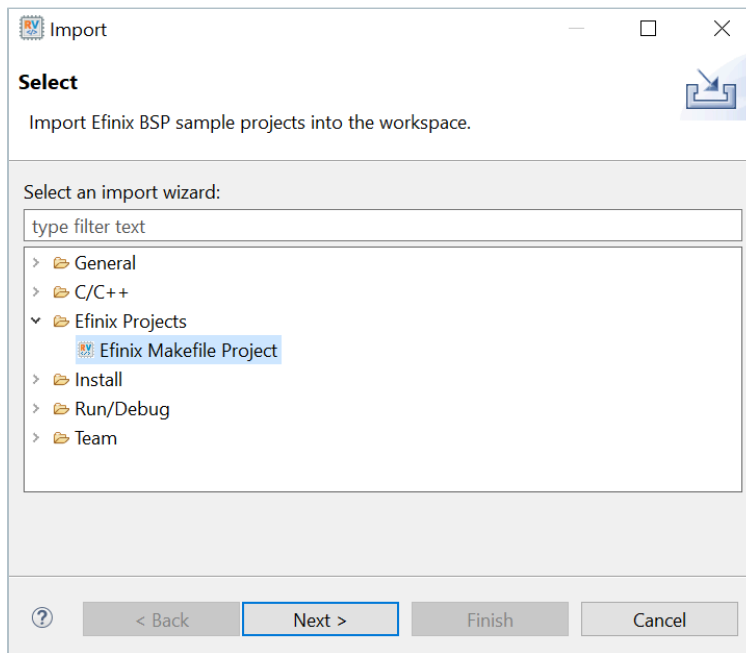 Import
Select
Import Efinix BSP sample projects into the workspace.
Select an import wizard:
type filter text
General
C/C++
Efinix Projects
RV Efinix Makefile Project
Install
Run/Debug
Team
? < Back Next > Finish Cancel